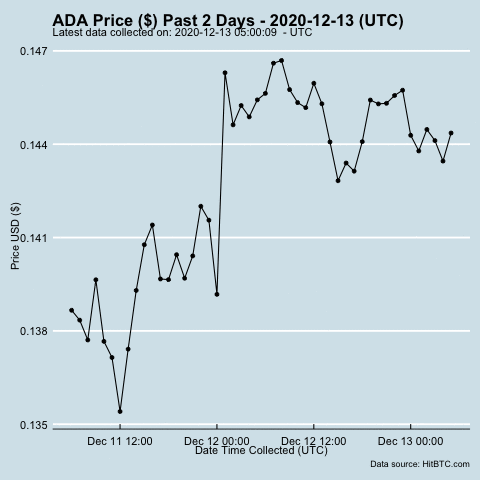 ADA Price ($) Past 2 Days - 2020-12-13 (UTC)
Latest data collected on: 2020-12-13 05:00:09 - UTC
0.147
0.144
0.141
0.138
0.135
Price USD ($)
Dec 11 12:00
Dec 12 00:00
Dec 12 12:00
Dec 13 00:00
Date Time Collected (UTC)
Data source: HitBTC.com